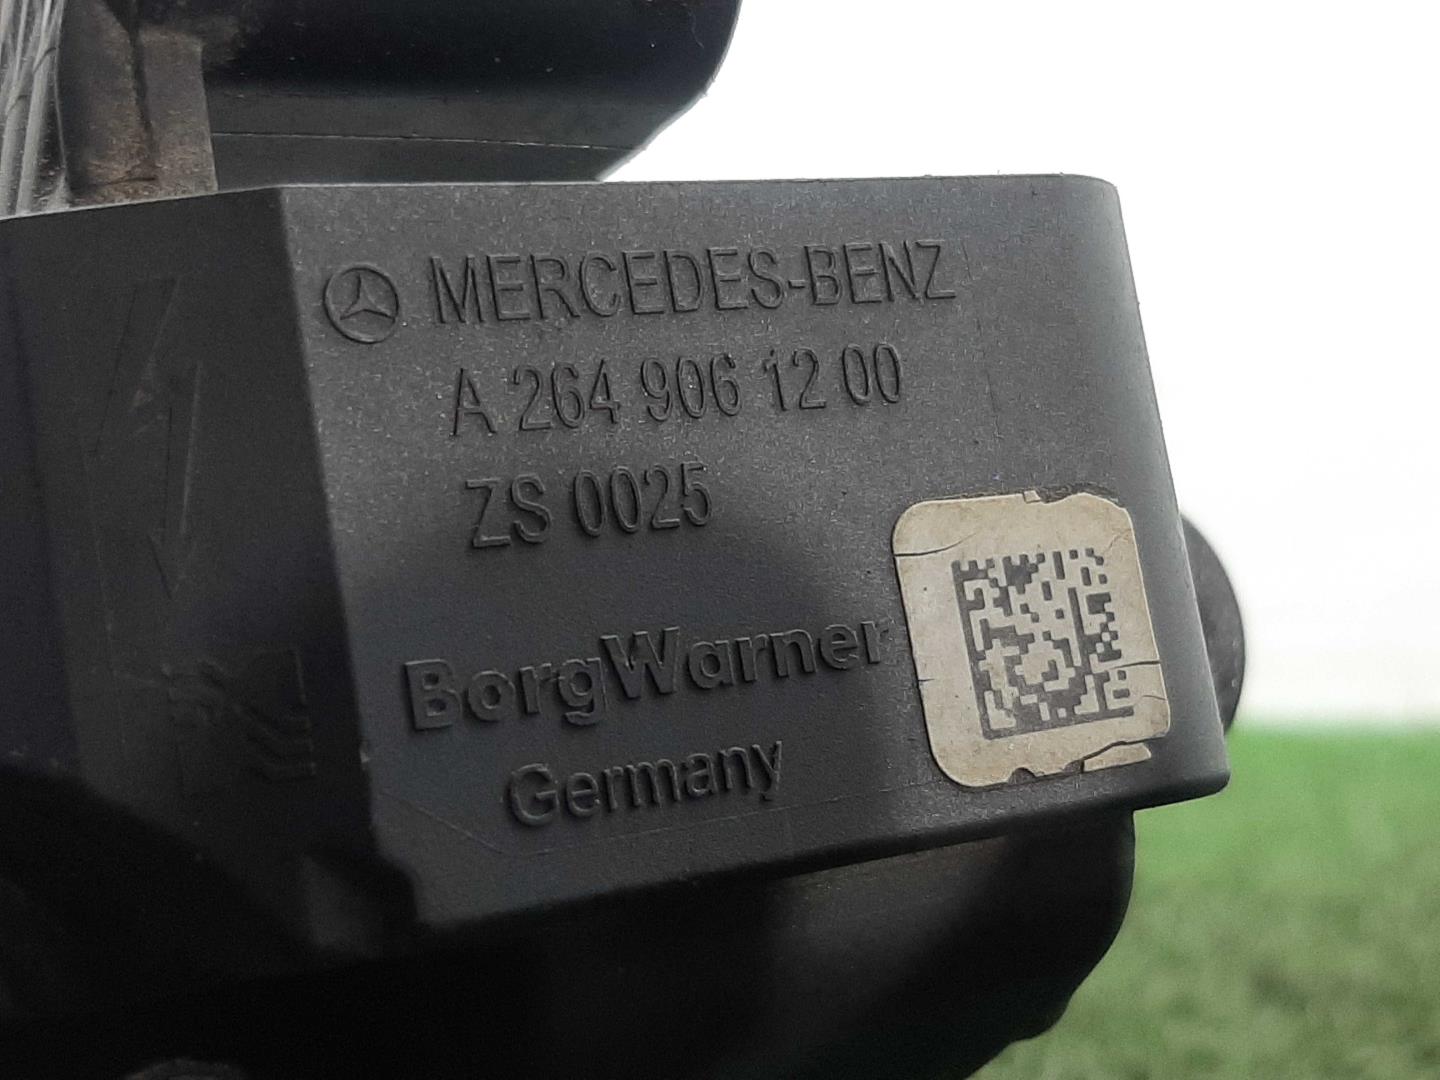 MERCEDES-BENZ
A 264 906 12 00
ZS 0025
BorgWarner
Germany